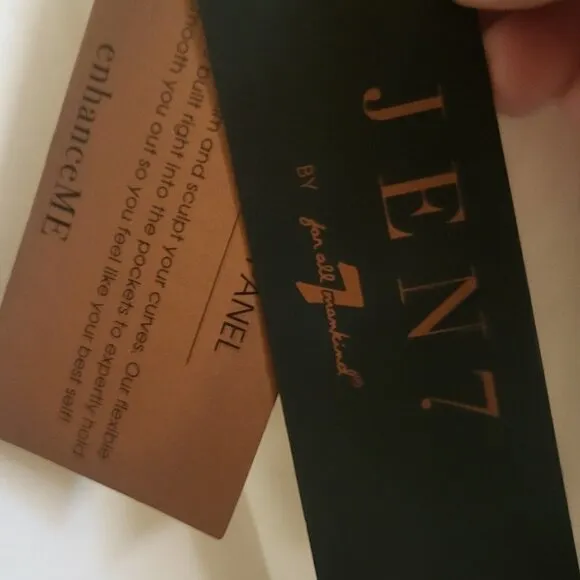 JEN7
BY for all 7 mankind®
enhanceME
PANEL
and sculpt your curves. Our flexible
built right into the pockets to expertly hold
smooth you out so you feel like your best self!